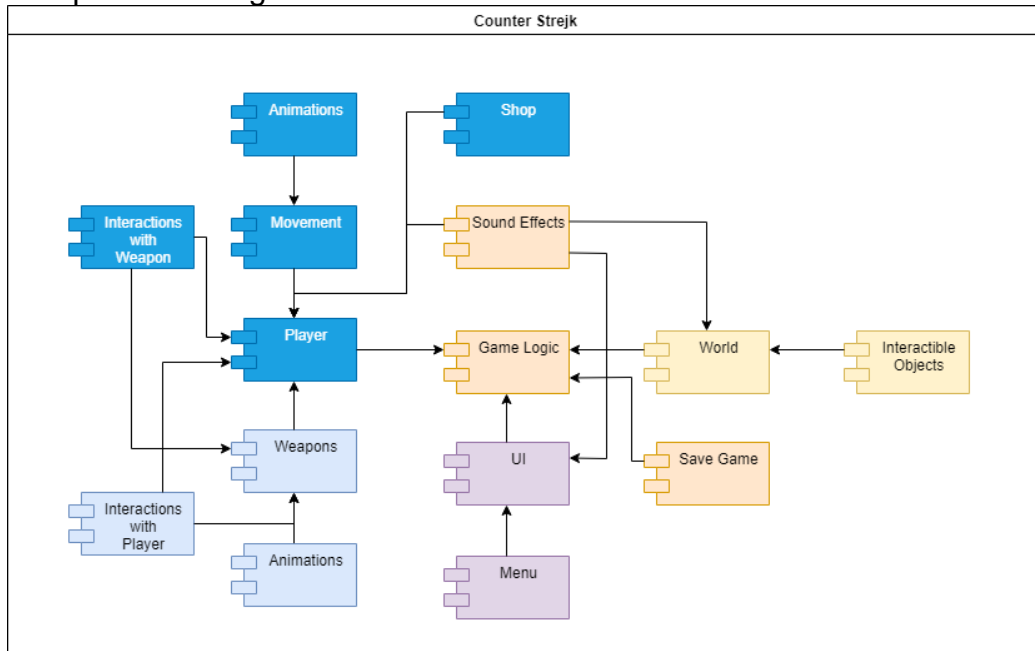 Counter Strejk
Animations
Shop
Interactions
with
Weapon
Movement
Sound Effects
Player
Game Logic
World
Interactible
Objects
Weapons
UI
Save Game
Interactions
with
Player
Animations
Menu